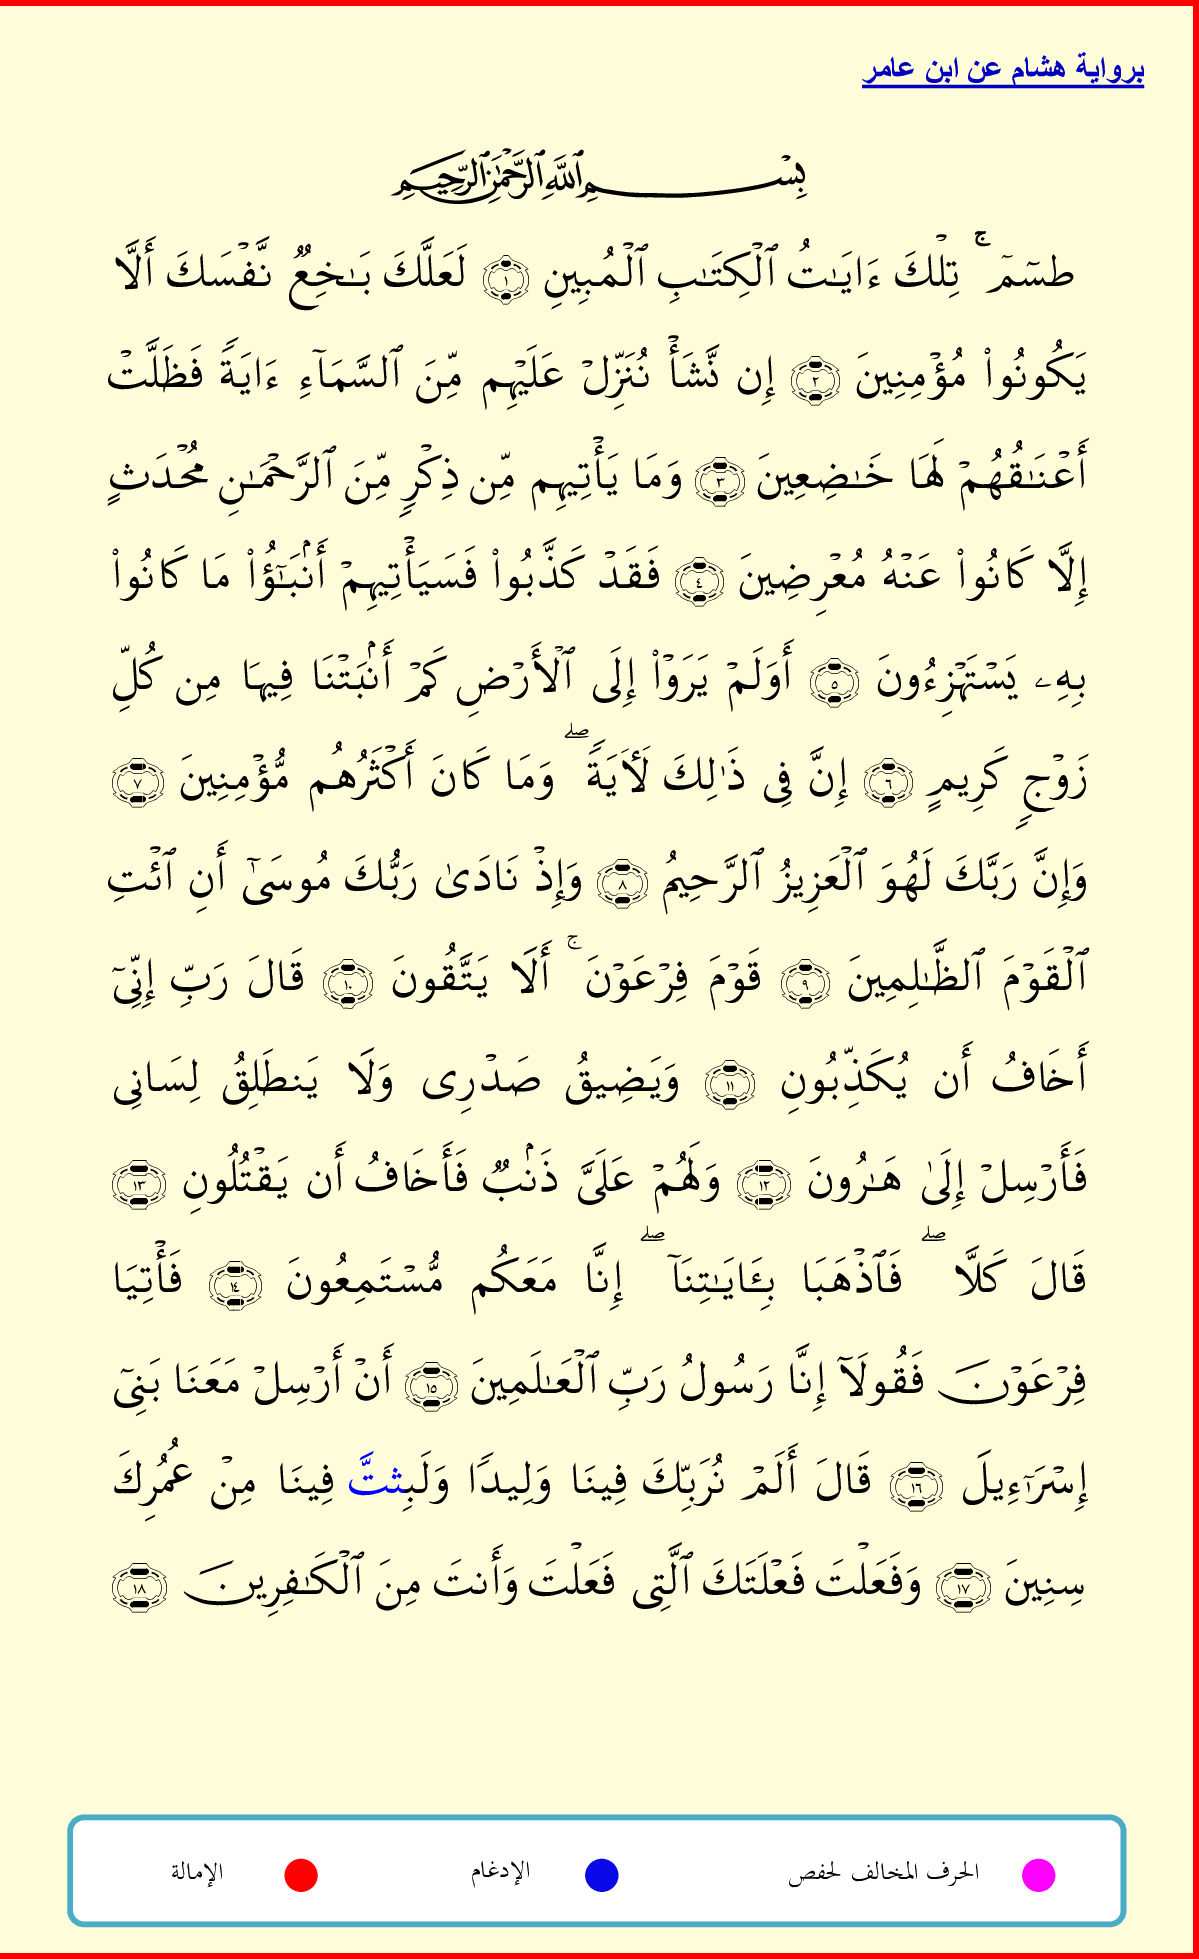 برواية هشام عن ابن عامر
بِسْمِ ٱللَّهِ ٱلرَّحْمَٰنِ ٱلرَّحِيمِ
طسٓمٓ ۚ تِلْكَ ءَايَٰتُ ٱلْكِتَٰبِ ٱلْمُبِينِ ١ لَعَلَّكَ بَٰخِعٌ نَّفْسَكَ أَلَّا
يَكُونُوا۟ مُؤْمِنِينَ ٢ إِن نَّشَأْ نُنَزِّلْ عَلَيْهِم مِّنَ ٱلسَّمَآءِ ءَايَةً فَظَلَّتْ
أَعْنَٰقُهُمْ لَهَا خَٰضِعِينَ ٣ وَمَا يَأْتِيهِم مِّن ذِكْرٍ مِّنَ ٱلرَّحْمَٰنِ مُحْدَثٍ
إِلَّا كَانُوا۟ عَنْهُ مُعْرِضِينَ ٤ فَقَدْ كَذَّبُوا۟ فَسَيَأْتِيهِمْ أَنۢبَٰٓؤُا۟ مَا كَانُوا۟
بِهِۦ يَسْتَهْزِءُونَ ٥ أَوَلَمْ يَرَوْا۟ إِلَى ٱلْأَرْضِ كَمْ أَنۢبَتْنَا فِيهَا مِن كُلِّ
زَوْجٍ كَرِيمٍ ٦ إِنَّ فِى ذَٰلِكَ لَأٓيَةً ۖ وَمَا كَانَ أَكْثَرُهُم مُّؤْمِنِينَ ٧
وَإِنَّ رَبَّكَ لَهُوَ ٱلْعَزِيزُ ٱلرَّحِيمُ ٨ وَإِذْ نَادَىٰ رَبُّكَ مُوسَىٰٓ أَنِ ٱئْتِ
ٱلْقَوْمَ ٱلظَّٰلِمِينَ ٩ قَوْمَ فِرْعَوْنَ ۚ أَلَا يَتَّقُونَ ١٠ قَالَ رَبِّ إِنِّىٓ
أَخَافُ أَن يُكَذِّبُونِ ١١ وَيَضِيقُ صَدْرِى وَلَا يَنطَلِقُ لِسَانِى
فَأَرْسِلْ إِلَىٰ هَٰرُونَ ١٢ وَلَهُمْ عَلَىَّ ذَنۢبٌ فَأَخَافُ أَن يَقْتُلُونِ ١٣
قَالَ كَلَّا ۖ فَٱذْهَبَا بِـَٔايَٰتِنَآ ۖ إِنَّا مَعَكُم مُّسْتَمِعُونَ ١٤ فَأْتِيَا
فِرْعَوْنَ فَقُولَآ إِنَّا رَسُولُ رَبِّ ٱلْعَٰلَمِينَ ١٥ أَنْ أَرْسِلْ مَعَنَا بَنِىٓ
إِسْرَٰٓءِيلَ ١٦ قَالَ أَلَمْ نُرَبِّكَ فِينَا وَلِيدًا وَلَبِثتَّ فِينَا مِنْ عُمُرِكَ
سِنِينَ ١٧ وَفَعَلْتَ فَعْلَتَكَ ٱلَّتِى فَعَلْتَ وَأَنتَ مِنَ ٱلْكَٰفِرِينَ ١٨
الحرف المخالف لحفص الإدغام الإمالة